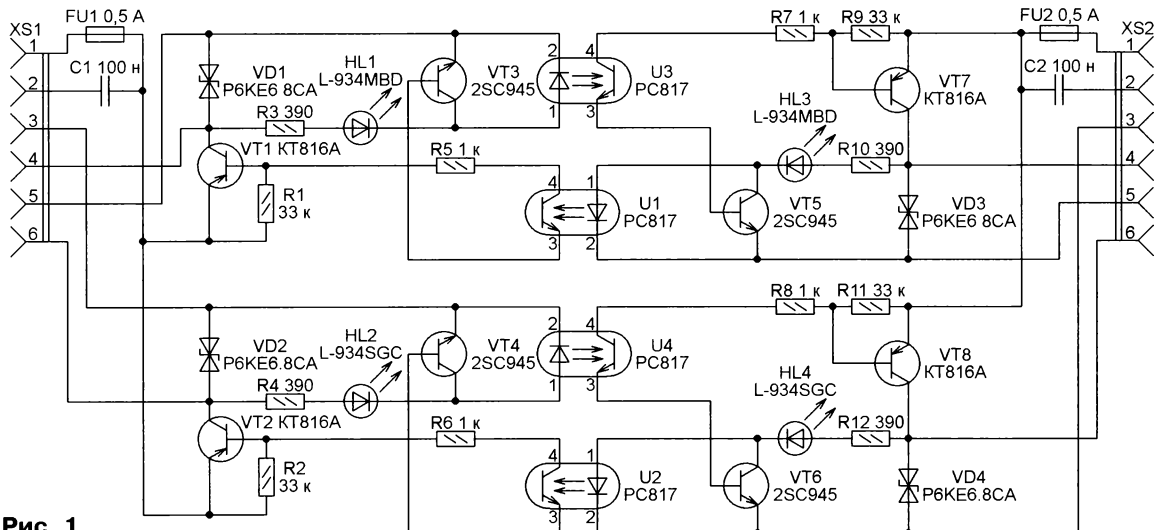 XS1
FU1 0,5 А
1
C1 100 н
2
3
4
5
6
VD1
P6KE6 8CA
R3 390
HL1
L-934MBD
VT3
2SC945
2
1
4
3
U3
PC817
VT1 КТ816А
R1
33 к
R5 1 к
4
3
1
2
U1
PC817
R7 1 к
R9 33 к
VT7
КТ816А
HL3
L-934MBD
R10 390
VT5
2SC945
VD3
P6KE6 8CA
FU2 0,5 А
XS2
C2 100 н
1
2
3
4
5
6
VD2
P6KE6.8CA
R4 390
HL2
L-934SGC
VT4
2SC945
2
1
4
3
U4
PC817
VT2 КТ816А
R2
33 к
R6 1 к
4
3
1
2
U2
PC817
R8 1 к
R11 33 к
VT8
КТ816А
HL4
L-934SGC
R12 390
VT6
2SC945
VD4
P6KE6.8CA
Рис. 1